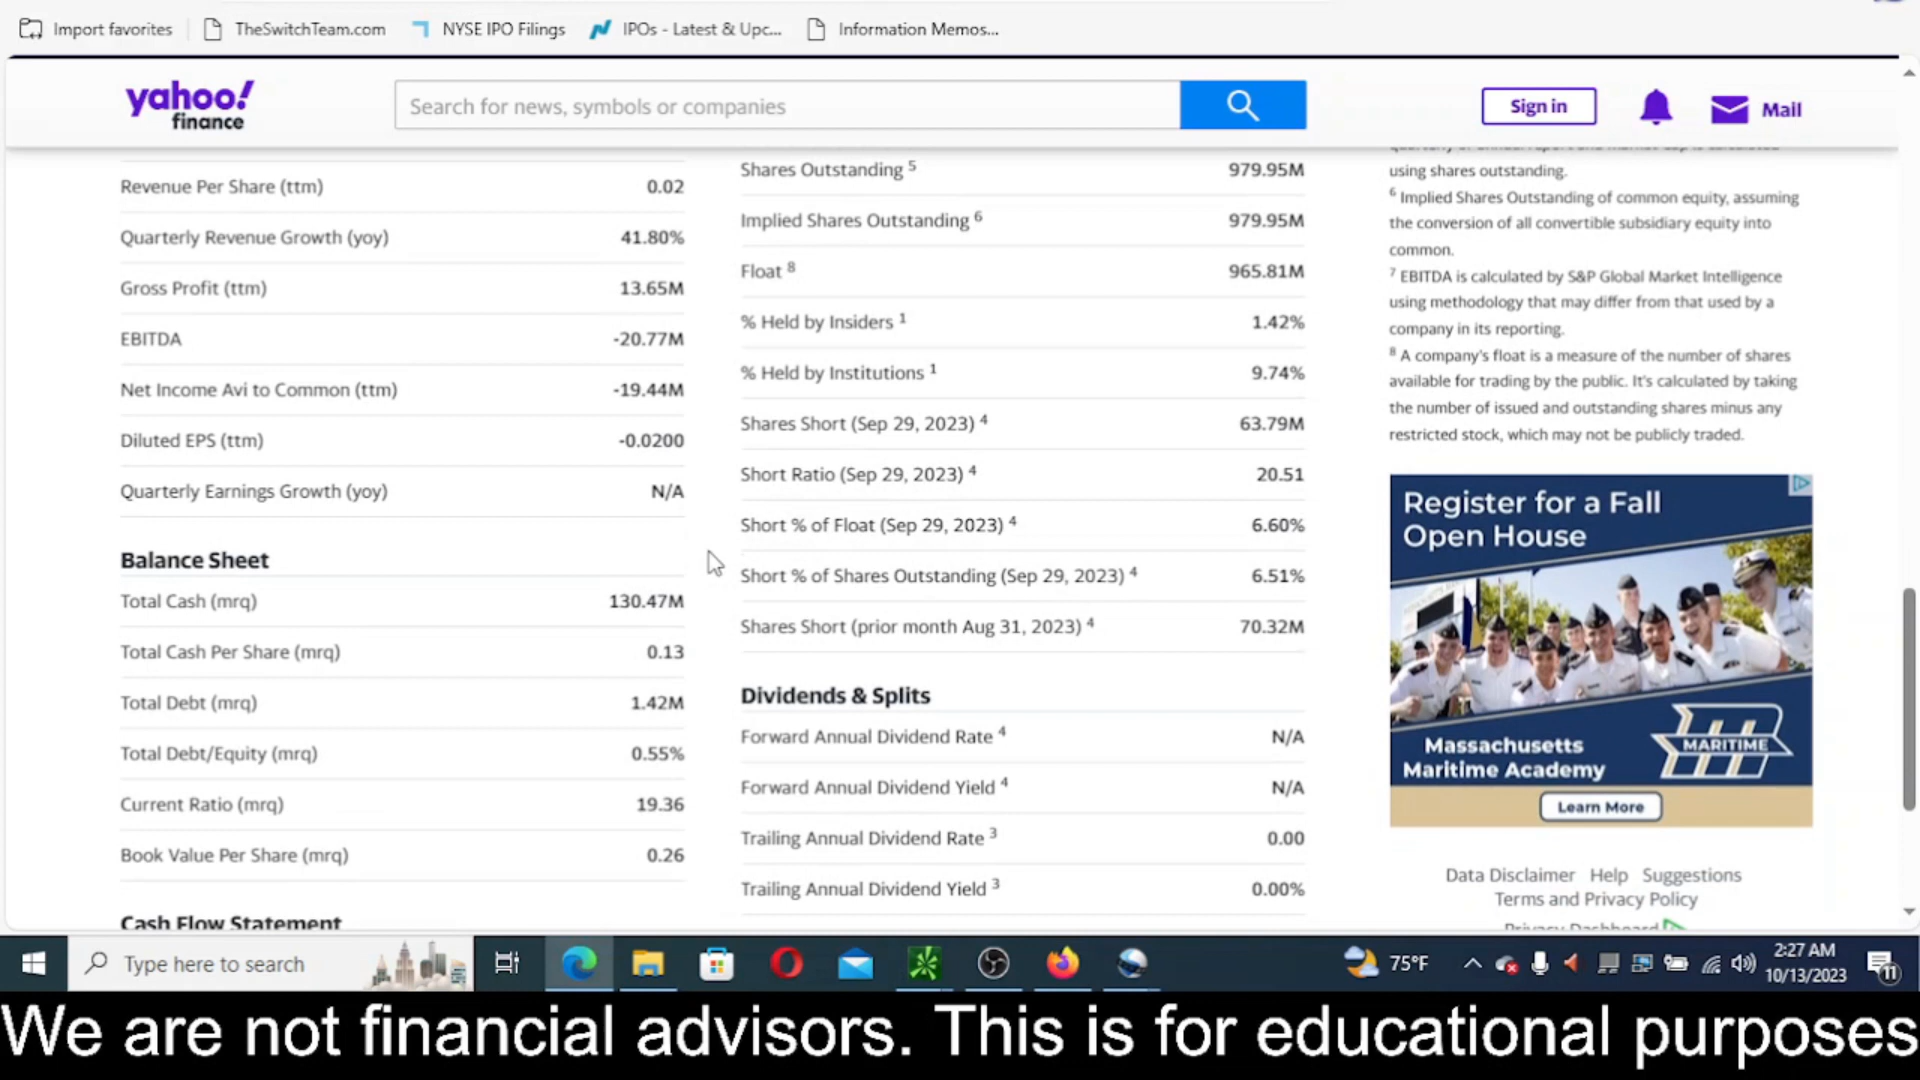 Import favorites
TheSwitchTeam.com
NYSE IPO Filings
IPOs - Latest & Upc...
Information Memos...
yahoo!
finance
Search for news, symbols or companies
Sign in
Mail
Revenue Per Share (ttm) 0.02
Quarterly Revenue Growth (yoy) 41.80%
Gross Profit (ttm) 13.65M
EBITDA -20.77M
Net Income Avi to Common (ttm) -19.44M
Diluted EPS (ttm) -0.0200
Quarterly Earnings Growth (yoy) N/A
Balance Sheet
Total Cash (mrq) 130.47M
Total Cash Per Share (mrq) 0.13
Total Debt (mrq) 1.42M
Total Debt/Equity (mrq) 0.55%
Current Ratio (mrq) 19.36
Book Value Per Share (mrq) 0.26
Cash Flow Statement
Shares Outstanding 5 979.95M
Implied Shares Outstanding 6 979.95M
Float 8 965.81M
% Held by Insiders 1 1.42%
% Held by Institutions 1 9.74%
Shares Short (Sep 29, 2023) 4 63.79M
Short Ratio (Sep 29, 2023) 4 20.51
Short % of Float (Sep 29, 2023) 4 6.60%
Short % of Shares Outstanding (Sep 29, 2023) 4 6.51%
Shares Short (prior month Aug 31, 2023) 4 70.32M
Dividends & Splits
Forward Annual Dividend Rate 4 N/A
Forward Annual Dividend Yield 4 N/A
Trailing Annual Dividend Rate 3 0.00
Trailing Annual Dividend Yield 3 0.00%
using shares outstanding.
6 Implied Shares Outstanding of common equity, assuming
the conversion of all convertible subsidiary equity into
common.
7 EBITDA is calculated by S&P Global Market Intelligence
using methodology that may differ from that used by a
company in its reporting.
8 A company's float is a measure of the number of shares
available for trading by the public. It's calculated by taking
the number of issued and outstanding shares minus any
restricted stock, which may not be publicly traded.
Register for a Fall
Open House
Massachusetts
Maritime Academy
MARITIME
Learn More
Data Disclaimer Help Suggestions
Terms and Privacy Policy
Privacy Dashboard
Type here to search
75°F
2:27 AM
10/13/2023
11
We are not financial advisors. This is for educational purposes